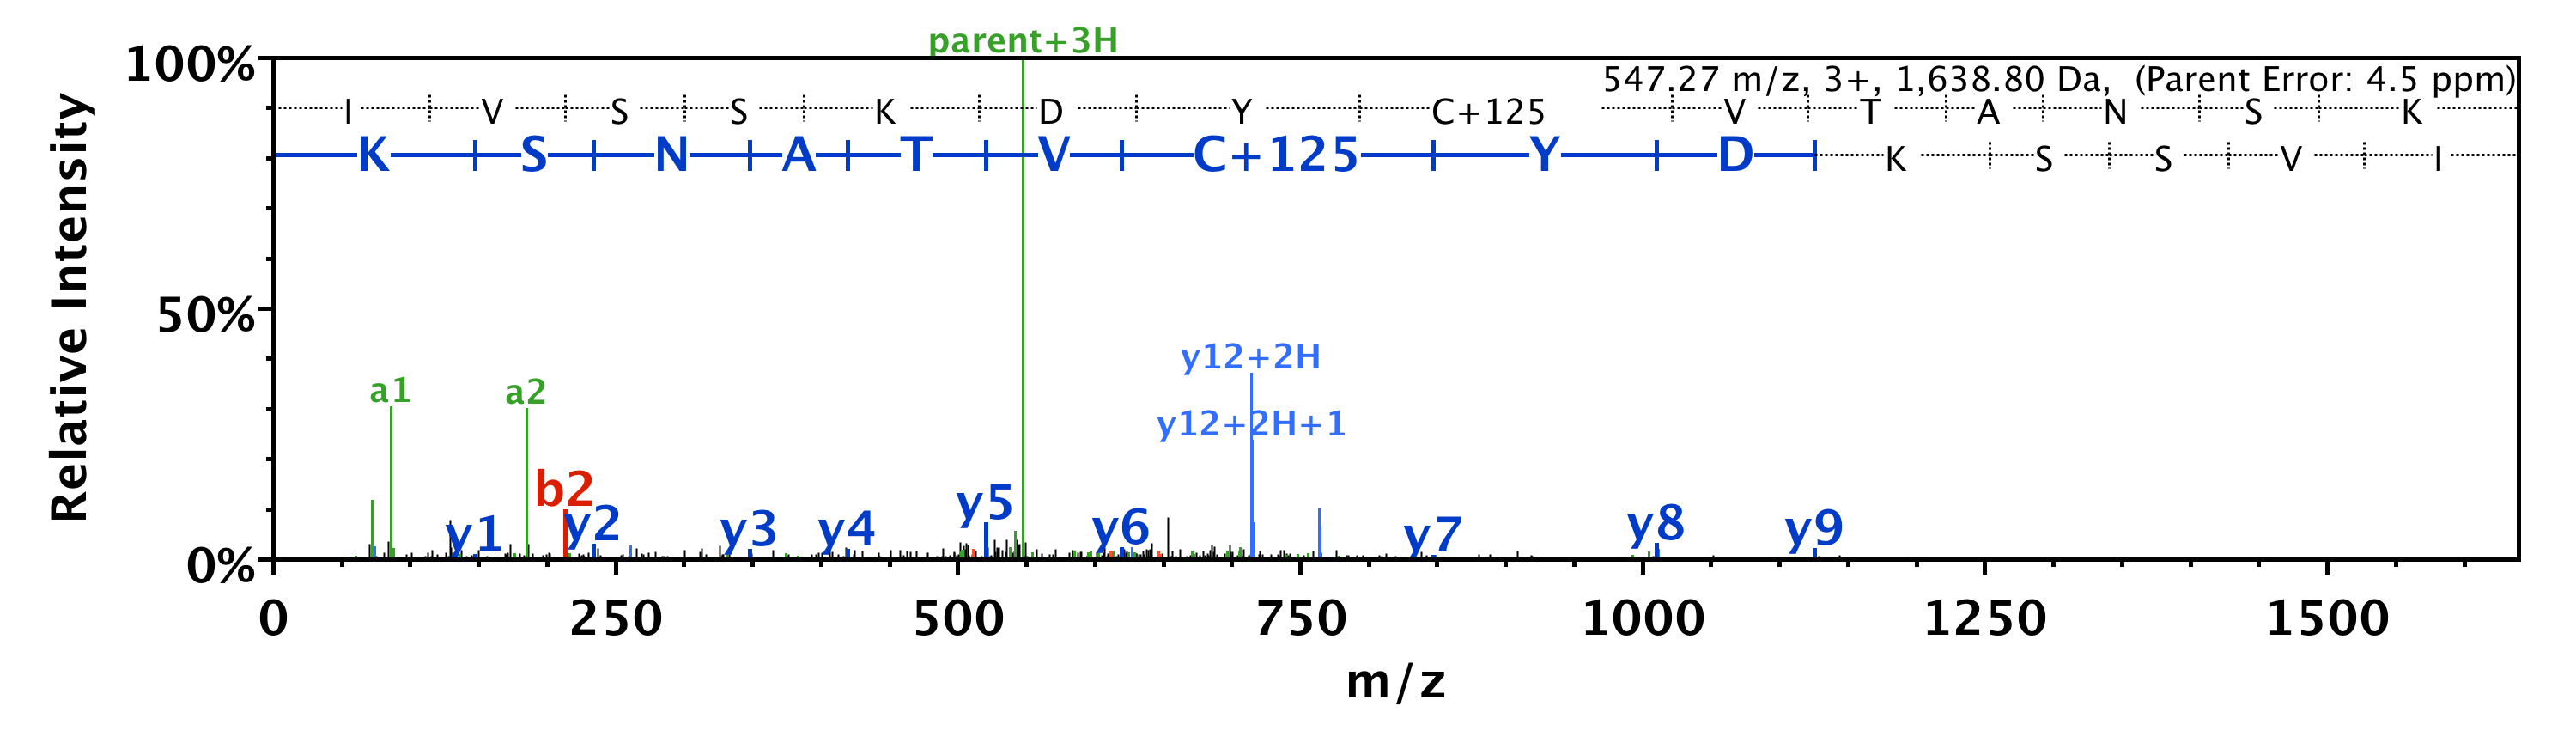 parent+3H
100%
547.27 m/z, 3+, 1,638.80 Da, (Parent Error: 4.5 ppm)
I V S S K D Y C+125 V T A N S K
K S N A T V C+125 Y D K S S V I
50%
y12+2H
a1 a2
y12+2H+1
b2 y5
y1 y2 y3 y4 y6 y7 y8 y9
0%
0 250 500 750 1000 1250 1500
m/z
Relative Intensity